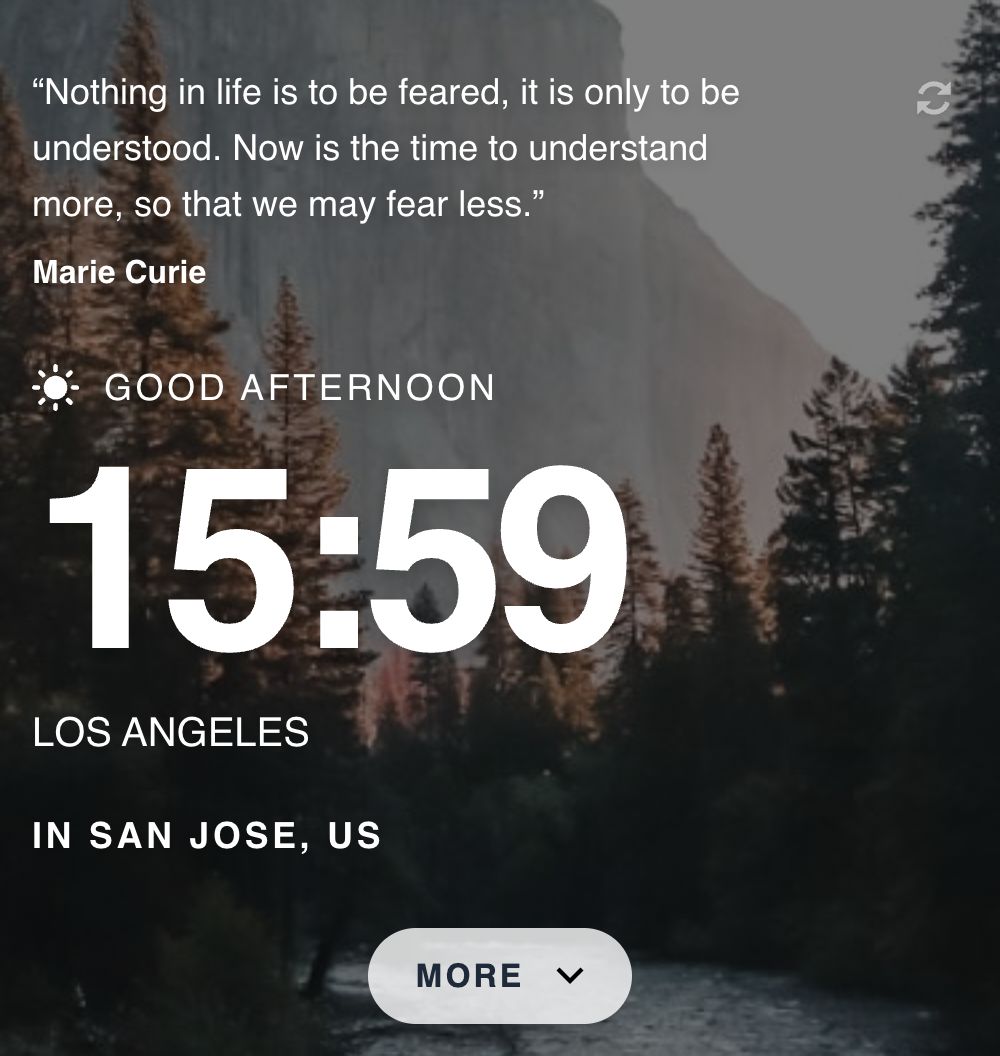 “Nothing in life is to be feared, it is only to be
understood. Now is the time to understand
more, so that we may fear less.”
Marie Curie
GOOD AFTERNOON
15:59
LOS ANGELES
IN SAN JOSE, US
MORE